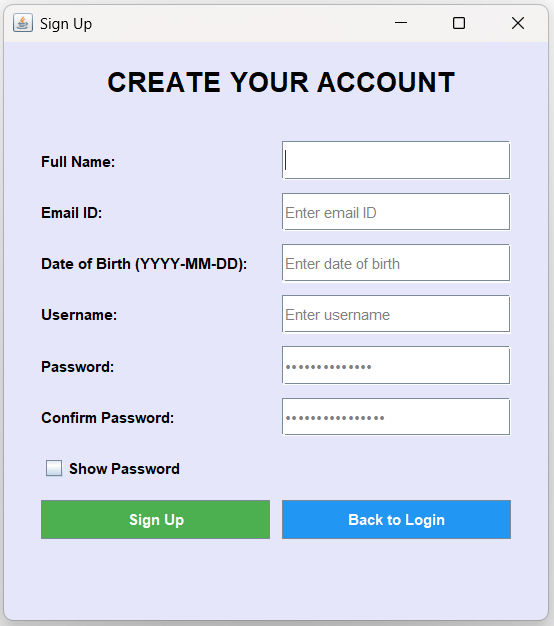 Sign Up
CREATE YOUR ACCOUNT
Full Name:
Email ID: Enter email ID
Date of Birth (YYYY-MM-DD): Enter date of birth
Username: Enter username
Password: ••••••••••••••
Confirm Password: ••••••••••••••••
Show Password
Sign Up Back to Login